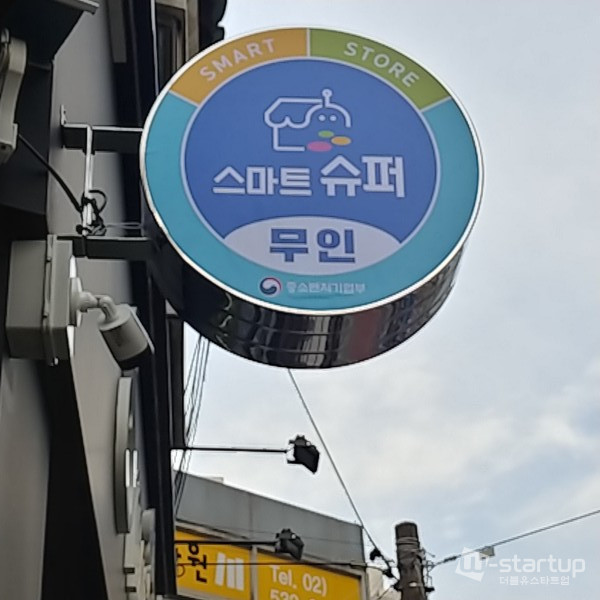 SMART STORE
스마트 슈퍼
무인
중소벤처기업부
원
Tel. 02)
-startup
더블유스타트업